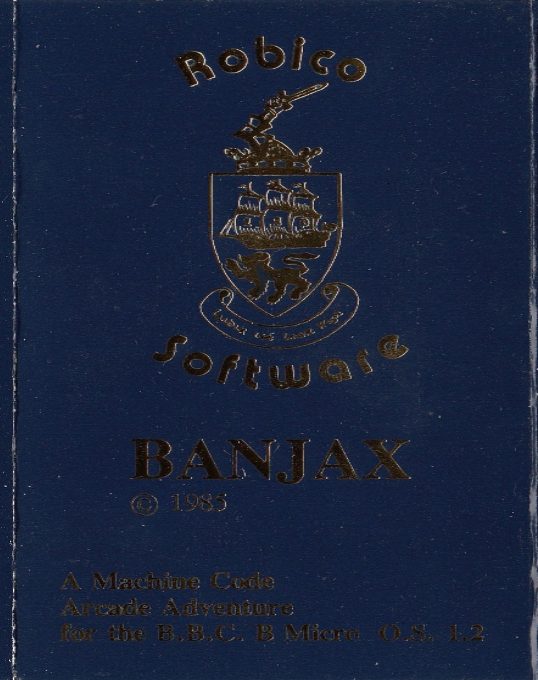 Robico
Software
BANJAX
© 1985
A Machine Code
Arcade Adventure
for the B.B.C. B Micro O.S. 1.2